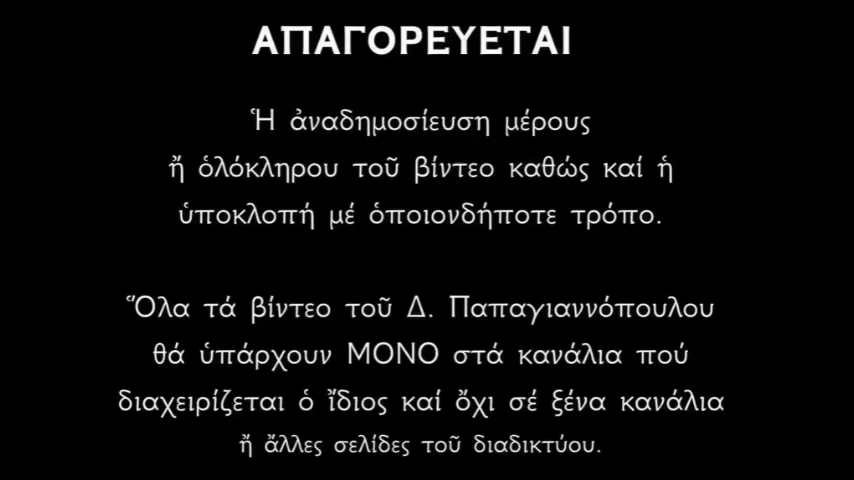 ΑΠΑΓΟΡΕΥΕΤΑΙ
Ἡ ἀναδημοσίευση μέρους
ἤ ὁλόκληρου τοῦ βίντεο καθώς καί ἡ
ὑποκλοπή μέ ὁποιονδήποτε τρόπο.
Ὅλα τά βίντεο τοῦ Δ. Παπαγιαννόπουλου
θά ὑπάρχουν ΜΟΝΟ στά κανάλια πού
διαχειρίζεται ὁ ἴδιος καί ὄχι σέ ξένα κανάλια
ἤ ἄλλες σελίδες τοῦ διαδικτύου.